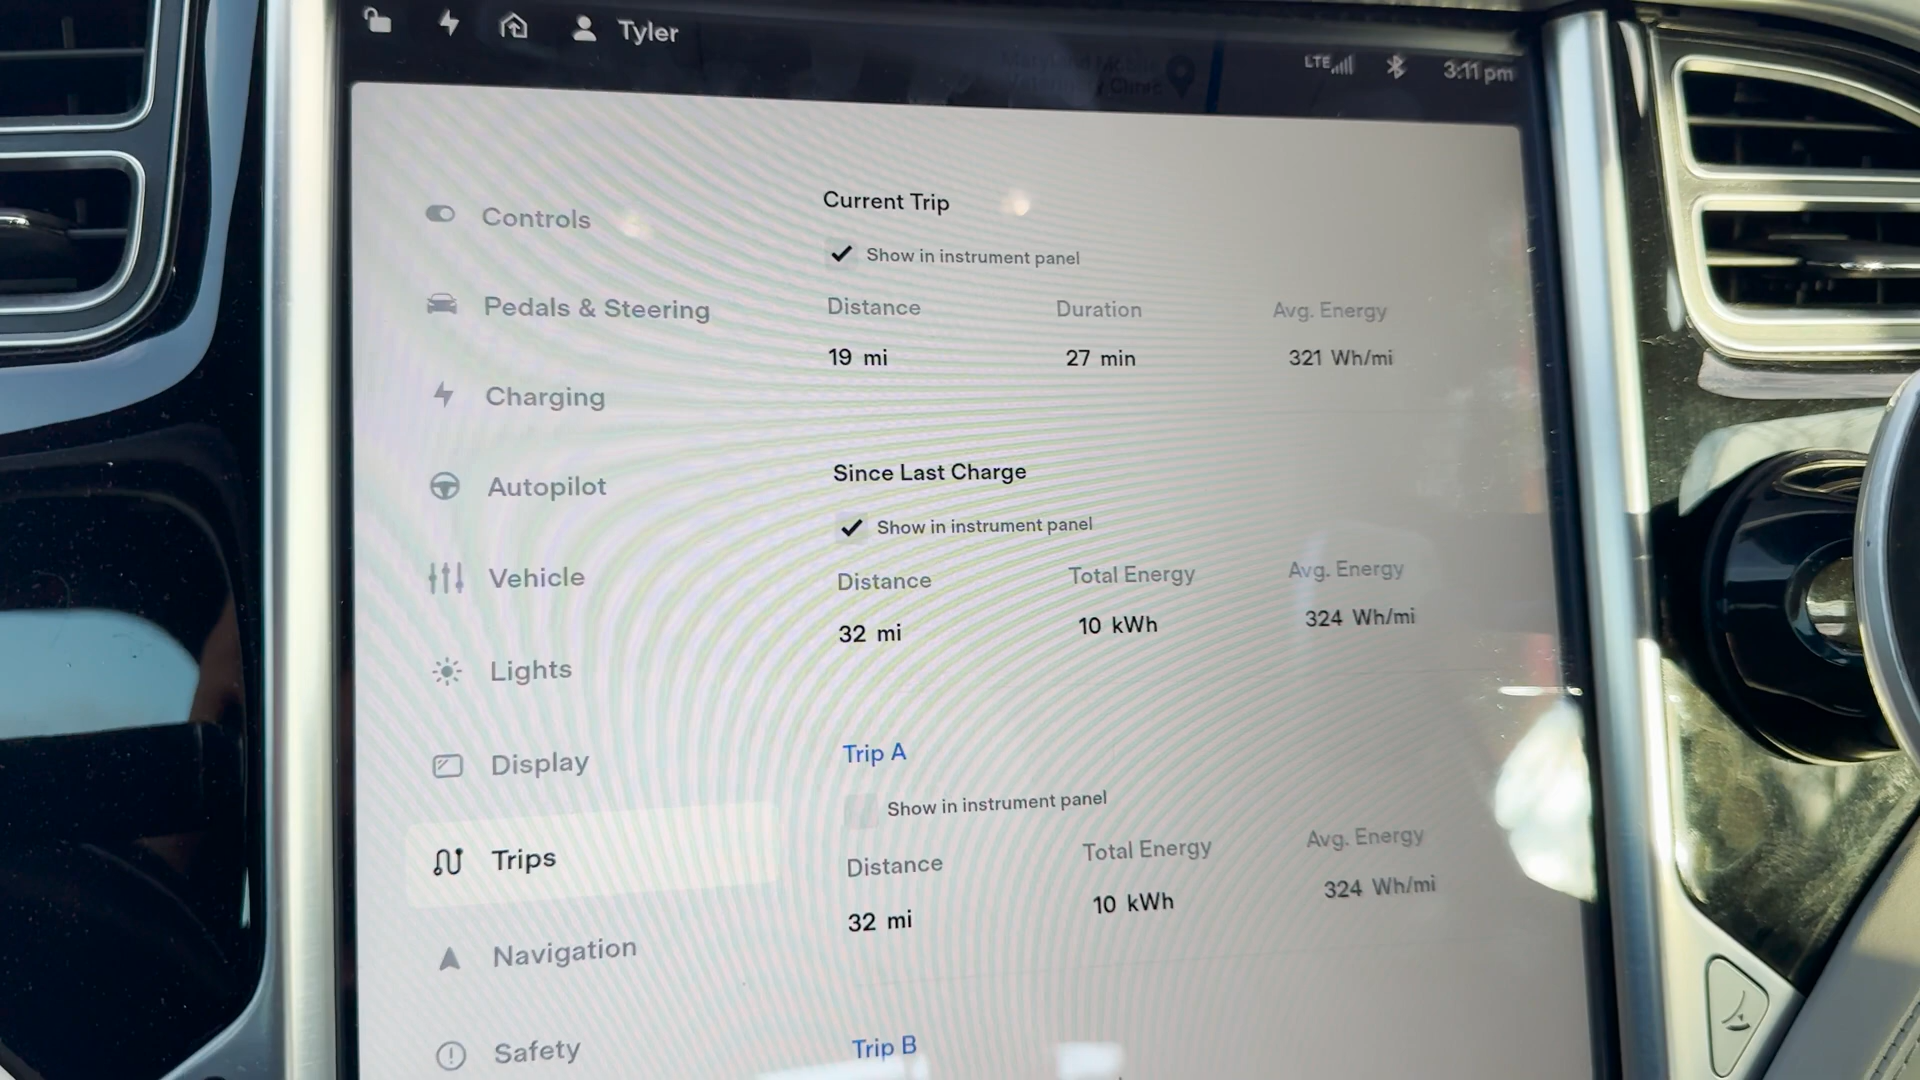 Tyler
LTE
3:11 pm
Controls
Pedals & Steering
Charging
Autopilot
Vehicle
Lights
Display
Trips
Navigation
Safety
Current Trip
Show in instrument panel
Distance Duration Avg. Energy
19 mi 27 min 321 Wh/mi
Since Last Charge
Show in instrument panel
Distance Total Energy Avg. Energy
32 mi 10 kWh 324 Wh/mi
Trip A
Show in instrument panel
Distance Total Energy Avg. Energy
32 mi 10 kWh 324 Wh/mi
Trip B